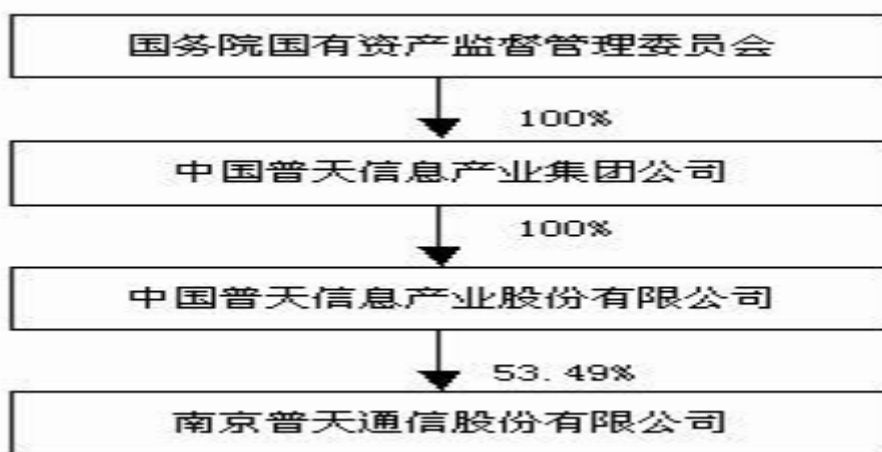 国务院国有资产监督管理委员会
100%
中国普天信息产业集团公司
100%
中国普天信息产业股份有限公司
53.49%
南京普天通信股份有限公司